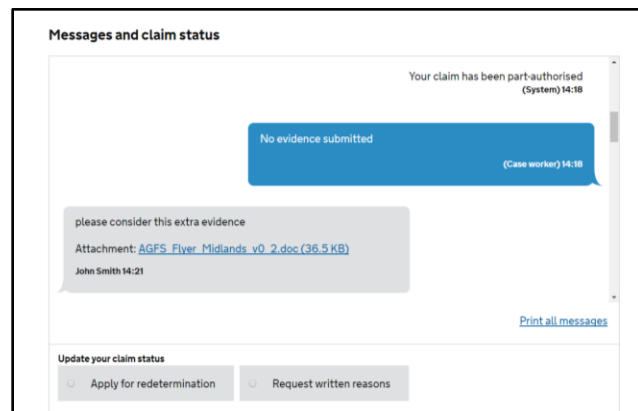 Messages and claim status
Your claim has been part-authorised
(System) 14:18
No evidence submitted
(Case worker) 14:18
please consider this extra evidence
Attachment: AGFS_Flyer_Midlands_v0_2.doc (36.5 KB)
John Smith 14:21
Print all messages
Update your claim status
Apply for redetermination
Request written reasons